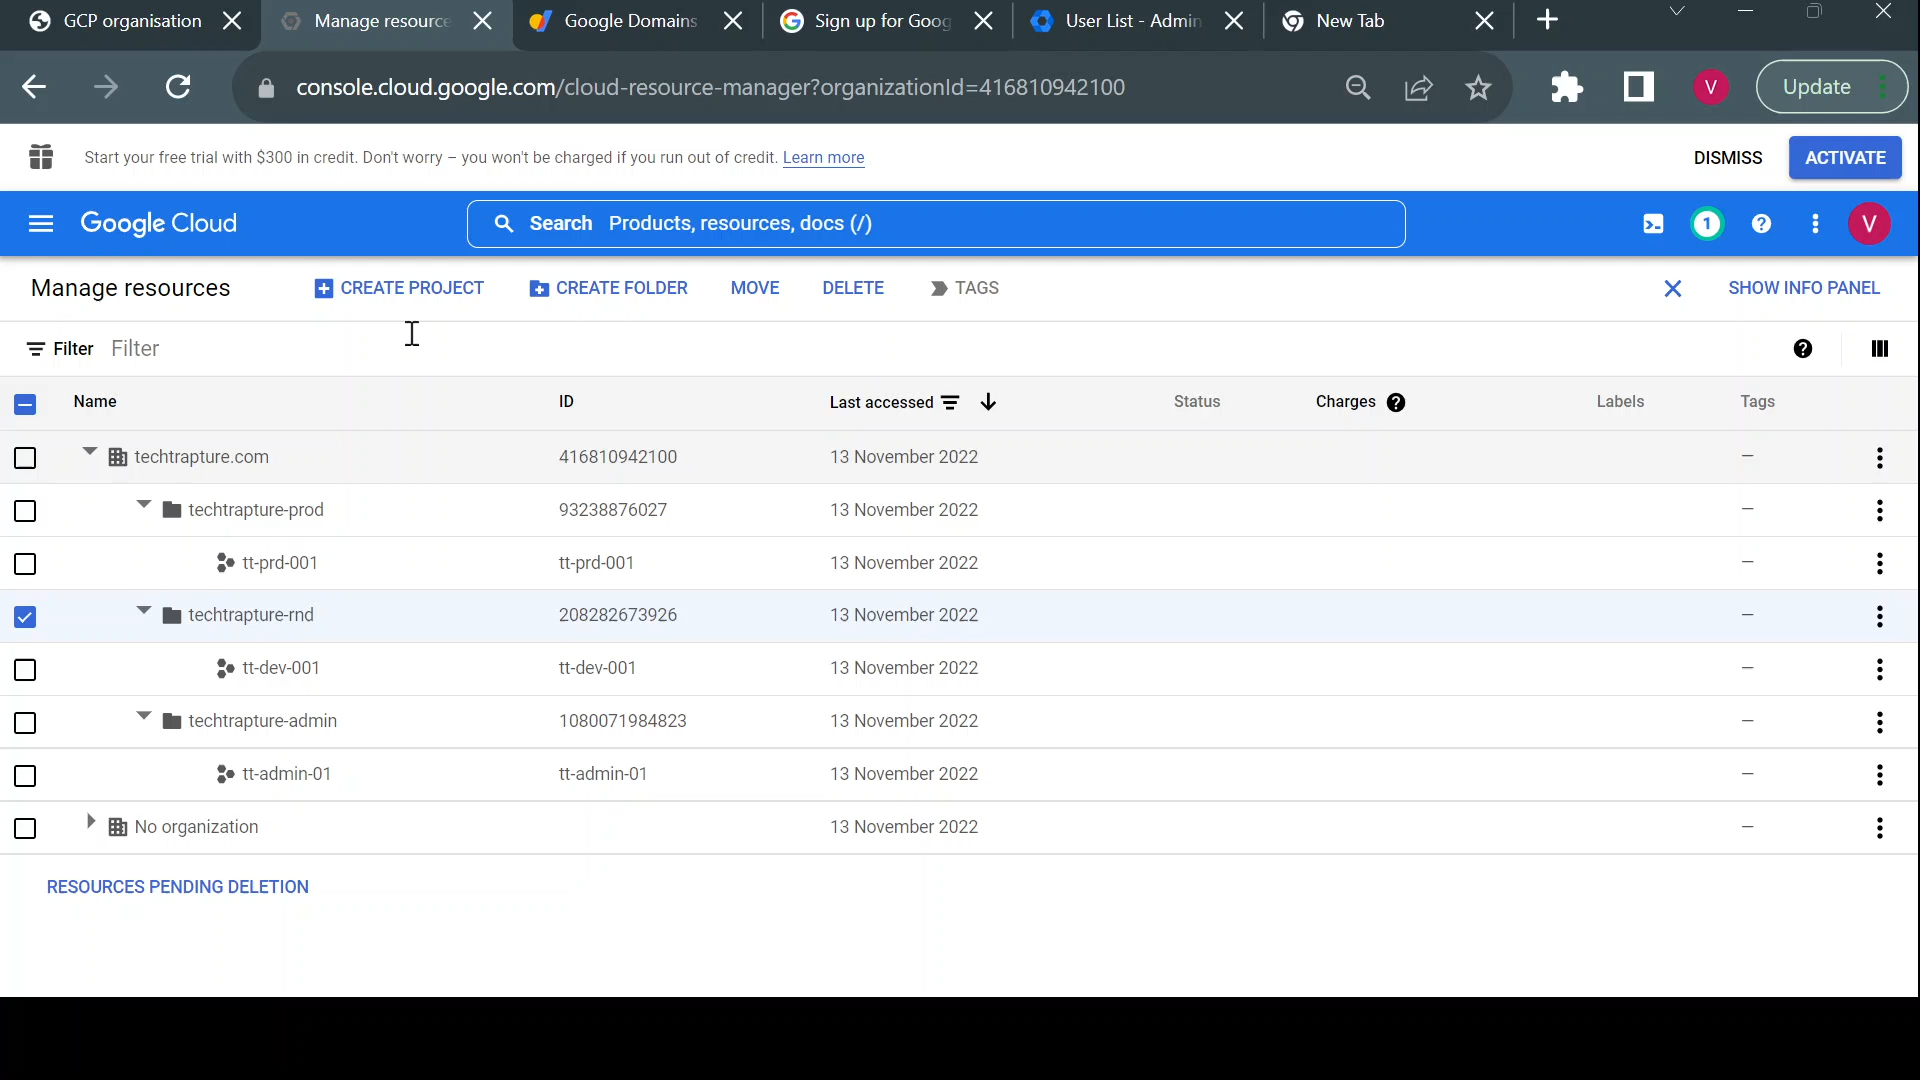 GCP organisation
Manage resource
Google Domains
Sign up for Goog
User List - Admin
New Tab
console.cloud.google.com/cloud-resource-manager?organizationId=416810942100
V
Update
Start your free trial with $300 in credit. Don't worry – you won't be charged if you run out of credit. Learn more
DISMISS
ACTIVATE
Google Cloud
Search Products, resources, docs (/)
1
V
Manage resources
CREATE PROJECT
CREATE FOLDER
MOVE
DELETE
TAGS
SHOW INFO PANEL
Filter Filter
Name ID Last accessed Status Charges Labels Tags
techtrapture.com 416810942100 13 November 2022 –
techtrapture-prod 93238876027 13 November 2022 –
tt-prd-001 tt-prd-001 13 November 2022 –
techtrapture-rnd 208282673926 13 November 2022 –
tt-dev-001 tt-dev-001 13 November 2022 –
techtrapture-admin 1080071984823 13 November 2022 –
tt-admin-01 tt-admin-01 13 November 2022 –
No organization 13 November 2022 –
RESOURCES PENDING DELETION